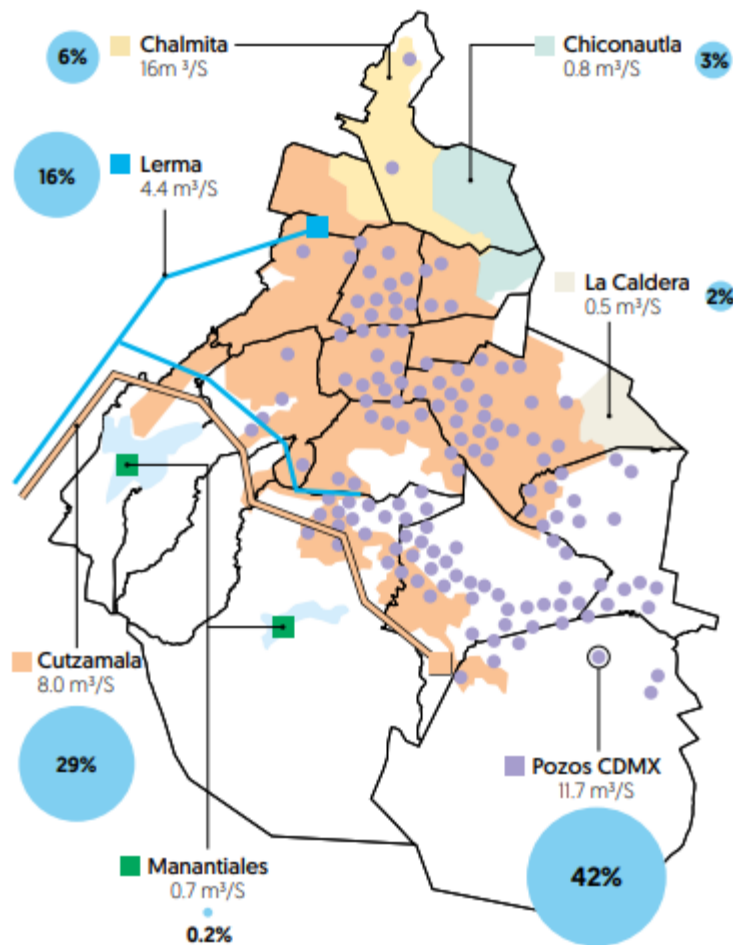 6%
Chalmita
16m ³/S
Chiconautla
0.8 m³/S
3%
16%
Lerma
4.4 m³/S
La Caldera
0.5 m³/S
2%
Cutzamala
8.0 m³/S
29%
Pozos CDMX
11.7 m³/S
42%
Manantiales
0.7 m³/S
0.2%